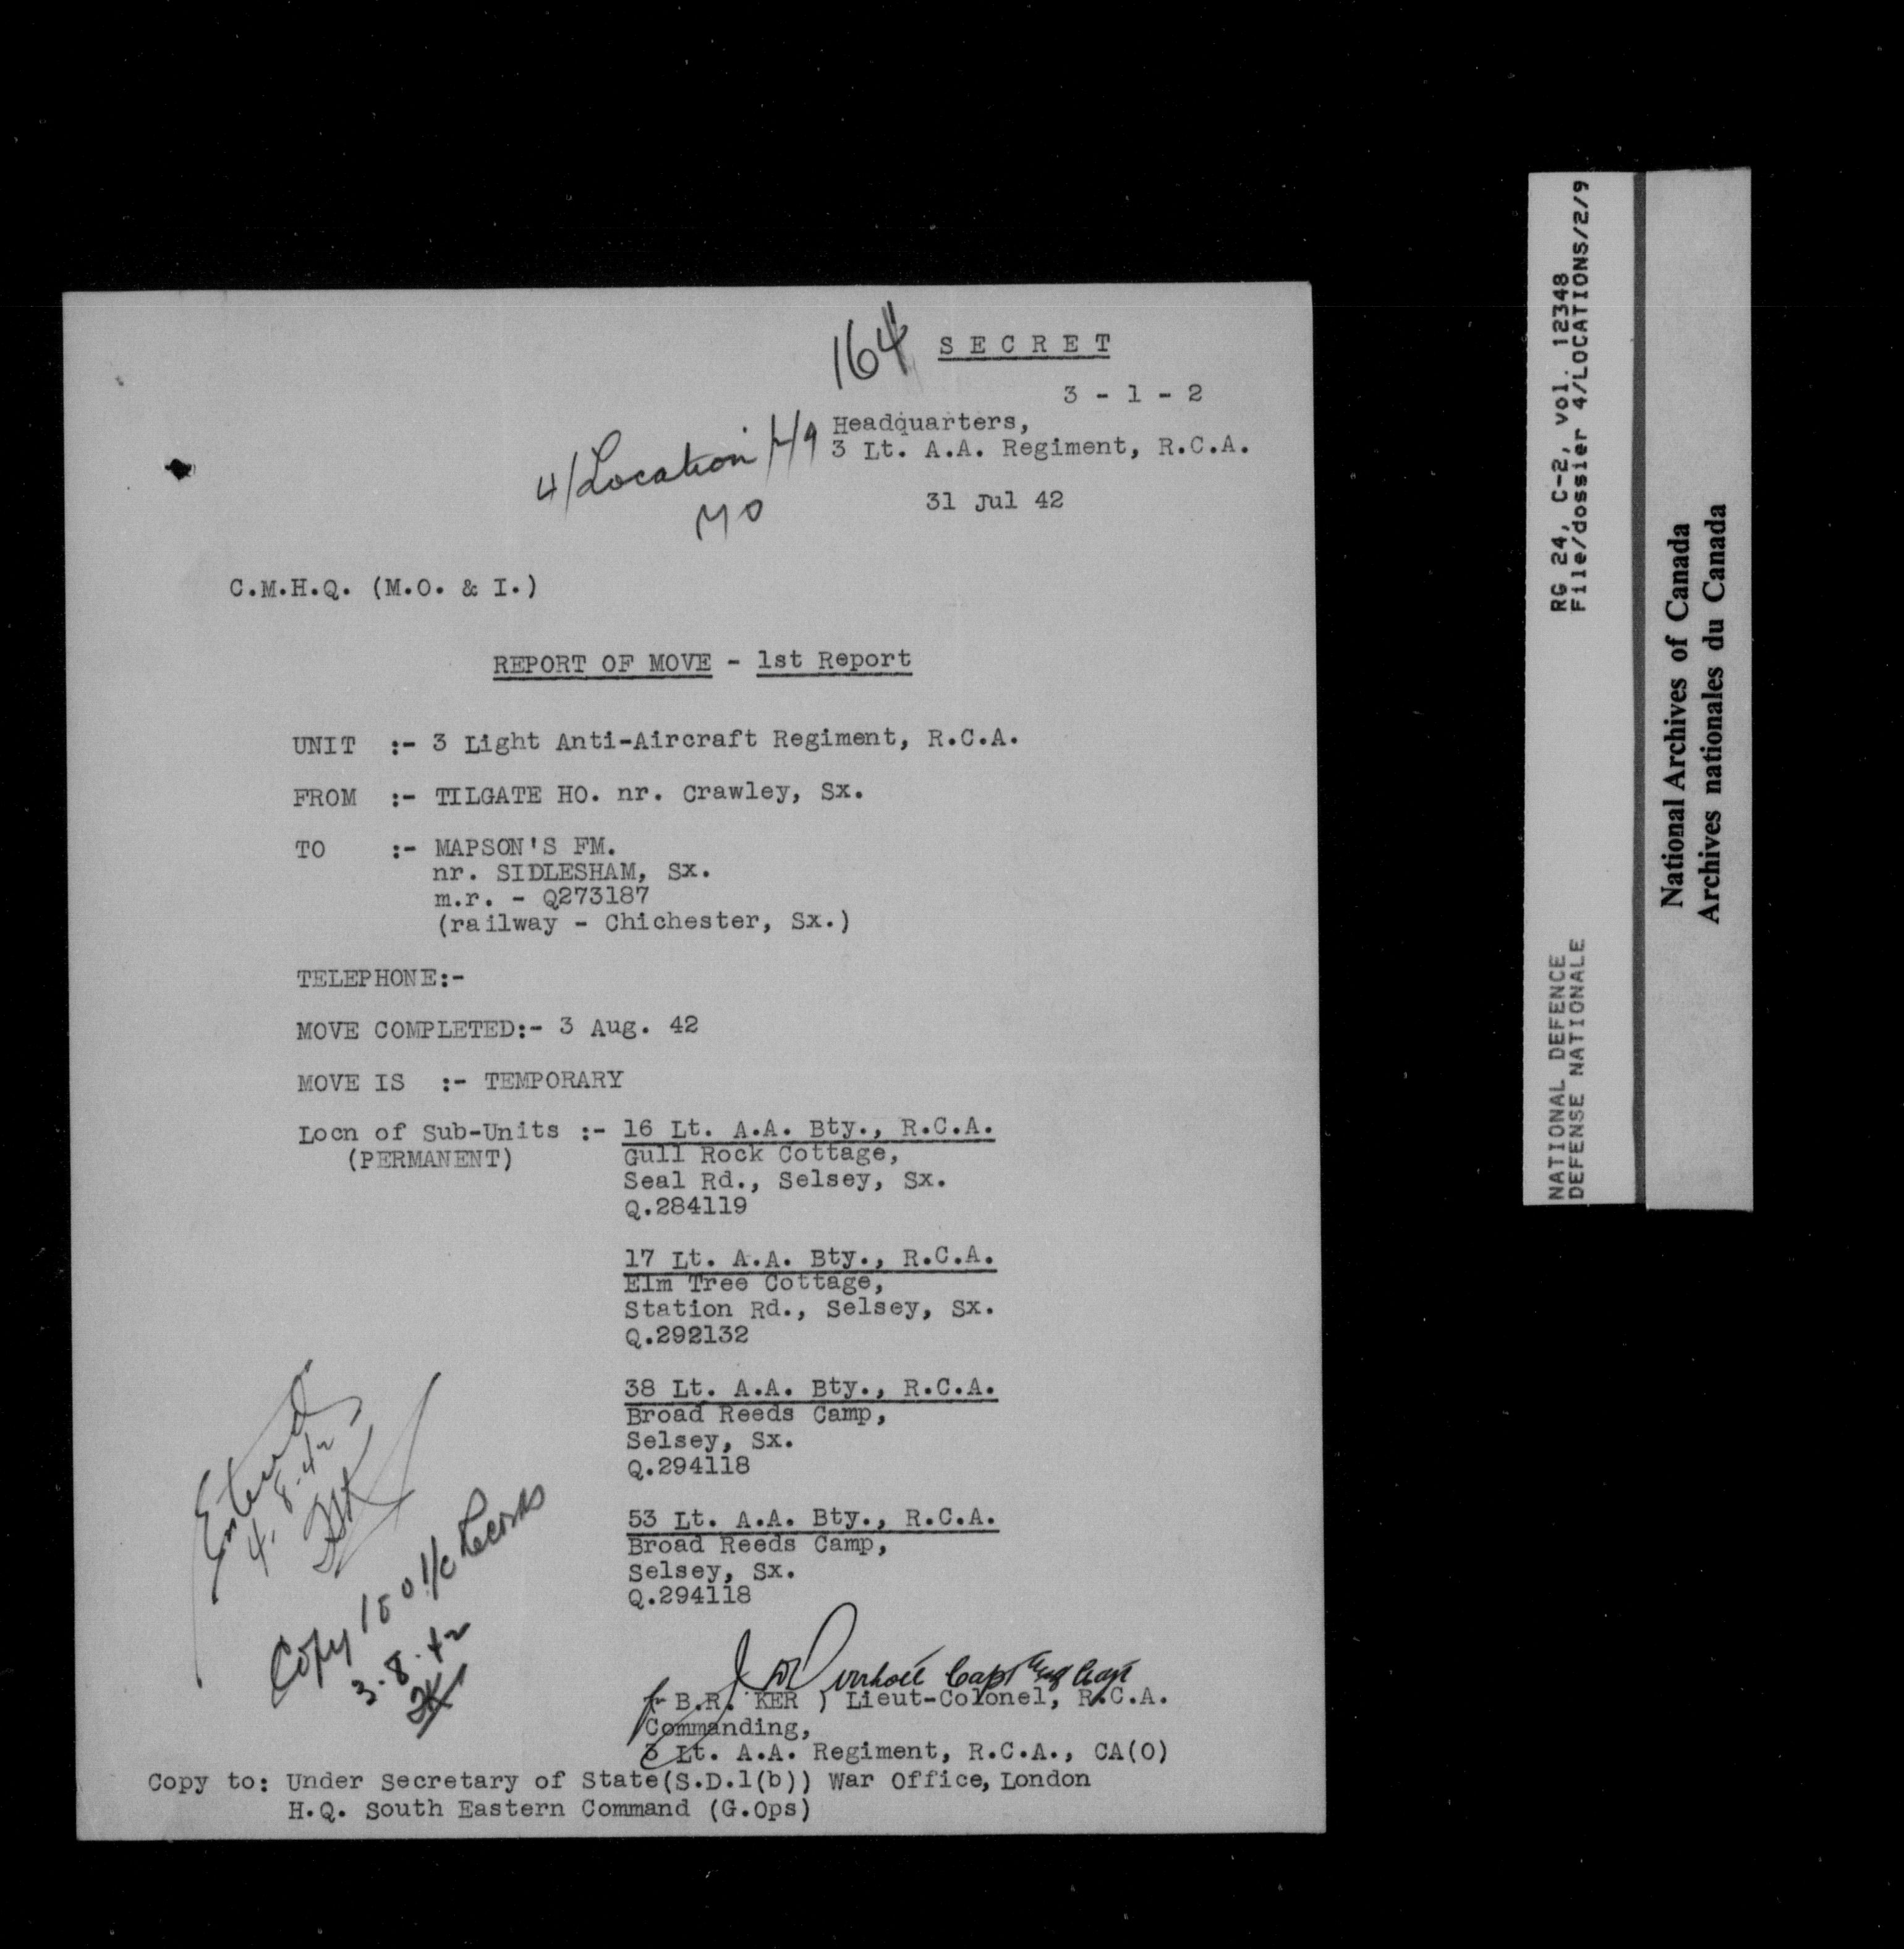 164
S E C R E T
3 - 1 - 2
Headquarters,
3 Lt. A.A. Regiment, R.C.A.
4/Location
MO
31 Jul 42
C.M.H.Q. (M.O. & I.)
REPORT OF MOVE - 1st Report
UNIT :- 3 Light Anti-Aircraft Regiment, R.C.A.
FROM :- TILGATE HO. nr. Crawley, Sx.
TO :- MAPSON'S FM.
nr. SIDLESHAM, Sx.
m.r. - Q273187
(railway - Chichester, Sx.)
TELEPHONE:-
MOVE COMPLETED:- 3 Aug. 42
MOVE IS :- TEMPORARY
Locn of Sub-Units :- 16 Lt. A.A. Bty., R.C.A.
(PERMANENT) Gull Rock Cottage,
Seal Rd., Selsey, Sx.
Q.284119
17 Lt. A.A. Bty., R.C.A.
Elm Tree Cottage,
Station Rd., Selsey, Sx.
Q.292132
38 Lt. A.A. Bty., R.C.A.
Broad Reeds Camp,
Selsey, Sx.
Q.294118
53 Lt. A.A. Bty., R.C.A.
Broad Reeds Camp,
Selsey, Sx.
Q.294118
Entered
4.8.42
Copy to O i/c Records
3.8.42
Capt
for B.R. KER ) Lieut-Colonel, R.C.A.
Commanding,
3 Lt. A.A. Regiment, R.C.A., CA(O)
Copy to: Under Secretary of State(S.D.1(b)) War Office, London
H.Q. South Eastern Command (G.Ops)
RG 24, C-2, vol. 12348
File/dossier 4/LOCATIONS/2/9
NATIONAL DEFENCE
DEFENSE NATIONALE
National Archives of Canada
Archives nationales du Canada